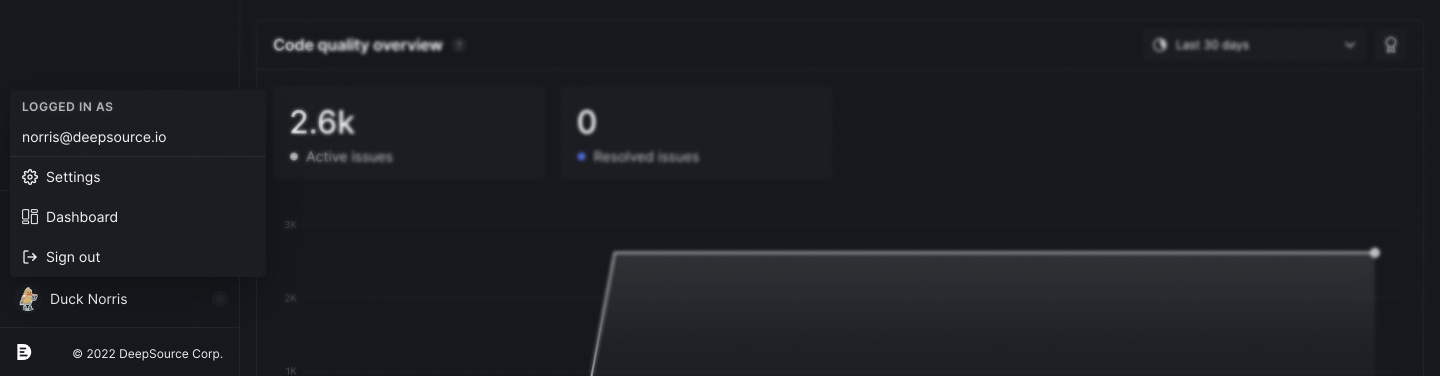 Code quality overview ?
Last 30 days
LOGGED IN AS
norris@deepsource.io
Settings
Dashboard
Sign out
Duck Norris
© 2022 DeepSource Corp.
2.6k
Active issues
0
Resolved issues
3K
2K
1K